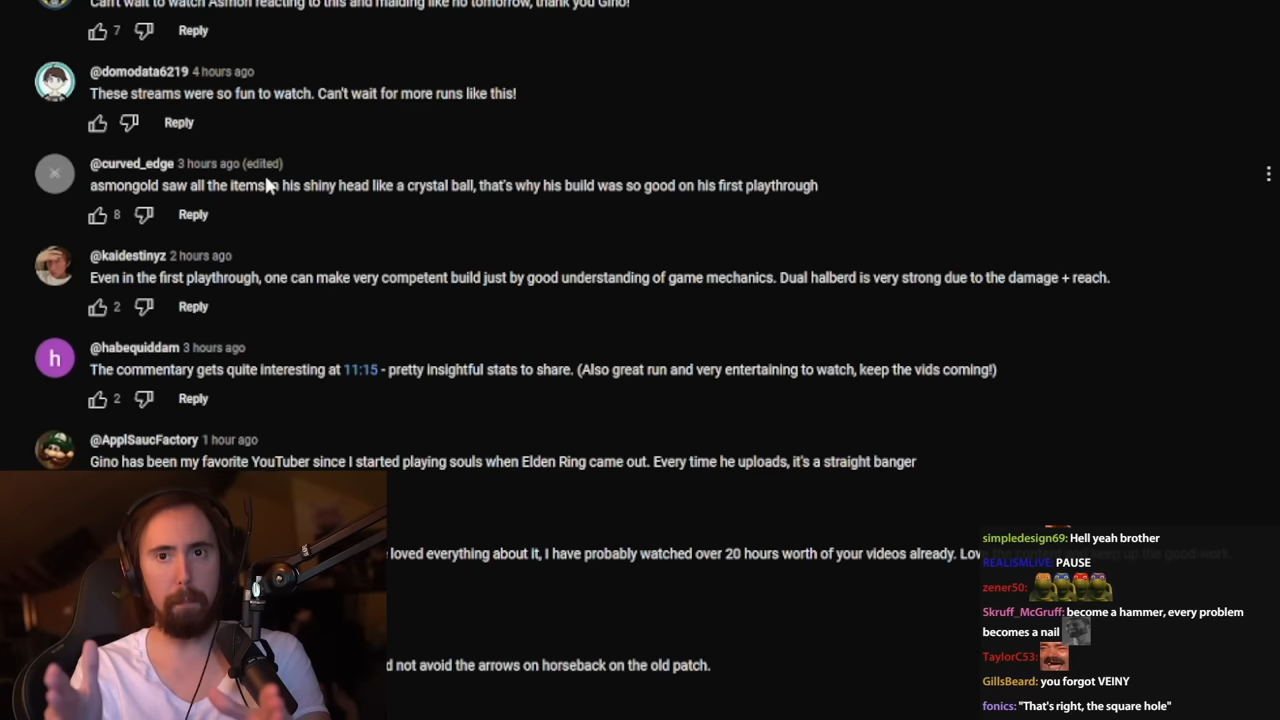 Can't wait to watch Asmon reacting to this and malding like no tomorrow, thank you Gino!
7 Reply
@domodata6219 4 hours ago
These streams were so fun to watch. Can't wait for more runs like this!
Reply
@curved_edge 3 hours ago (edited)
asmongold saw all the items in his shiny head like a crystal ball, that's why his build was so good on his first playthrough
8 Reply
@kaidestinyz 2 hours ago
Even in the first playthrough, one can make very competent build just by good understanding of game mechanics. Dual halberd is very strong due to the damage + reach.
2 Reply
h
@habequiddam 3 hours ago
The commentary gets quite interesting at 11:15 - pretty insightful stats to share. (Also great run and very entertaining to watch, keep the vids coming!)
2 Reply
@ApplSaucFactory 1 hour ago
Gino has been my favorite YouTuber since I started playing souls when Elden Ring came out. Every time he uploads, it's a straight banger
loved everything about it, I have probably watched over 20 hours worth of your videos already. Love the content and keep up the good work.
not avoid the arrows on horseback on the old patch.
simpledesign69: Hell yeah brother
REALISMLIVE: PAUSE
zener50:
Skruff_McGruff: become a hammer, every problem
becomes a nail
TaylorC53:
GillsBeard: you forgot VEINY
fonics: "That's right, the square hole"